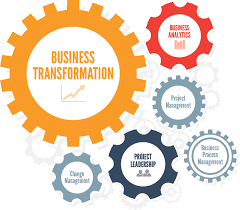 BUSINESS
TRANSFORMATION
BUSINESS
ANALYTICS
Project
Management
Business
Process
Management
PROJECT
LEADERSHIP
Change
Management